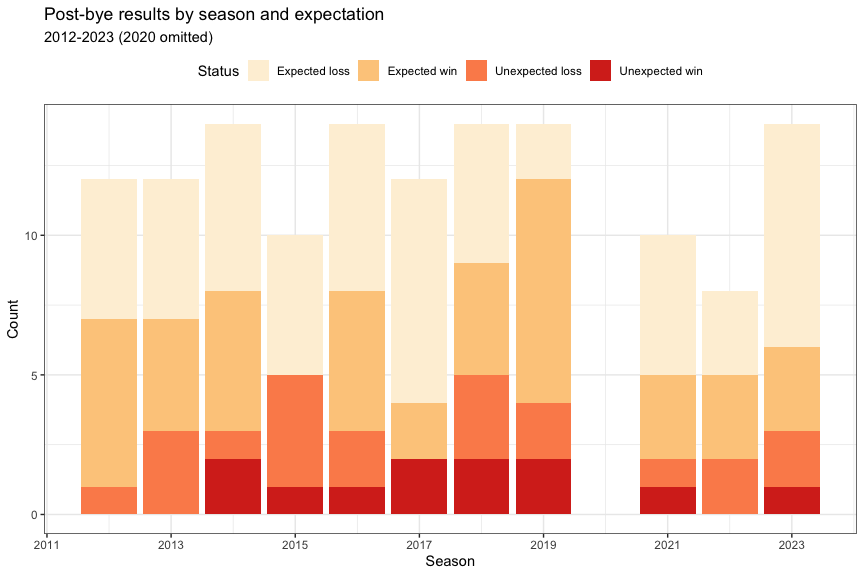 Post-bye results by season and expectation
2012-2023 (2020 omitted)
Status Expected loss Expected win Unexpected loss Unexpected win
Count
10
5
0
2011 2013 2015 2017 2019 2021 2023
Season